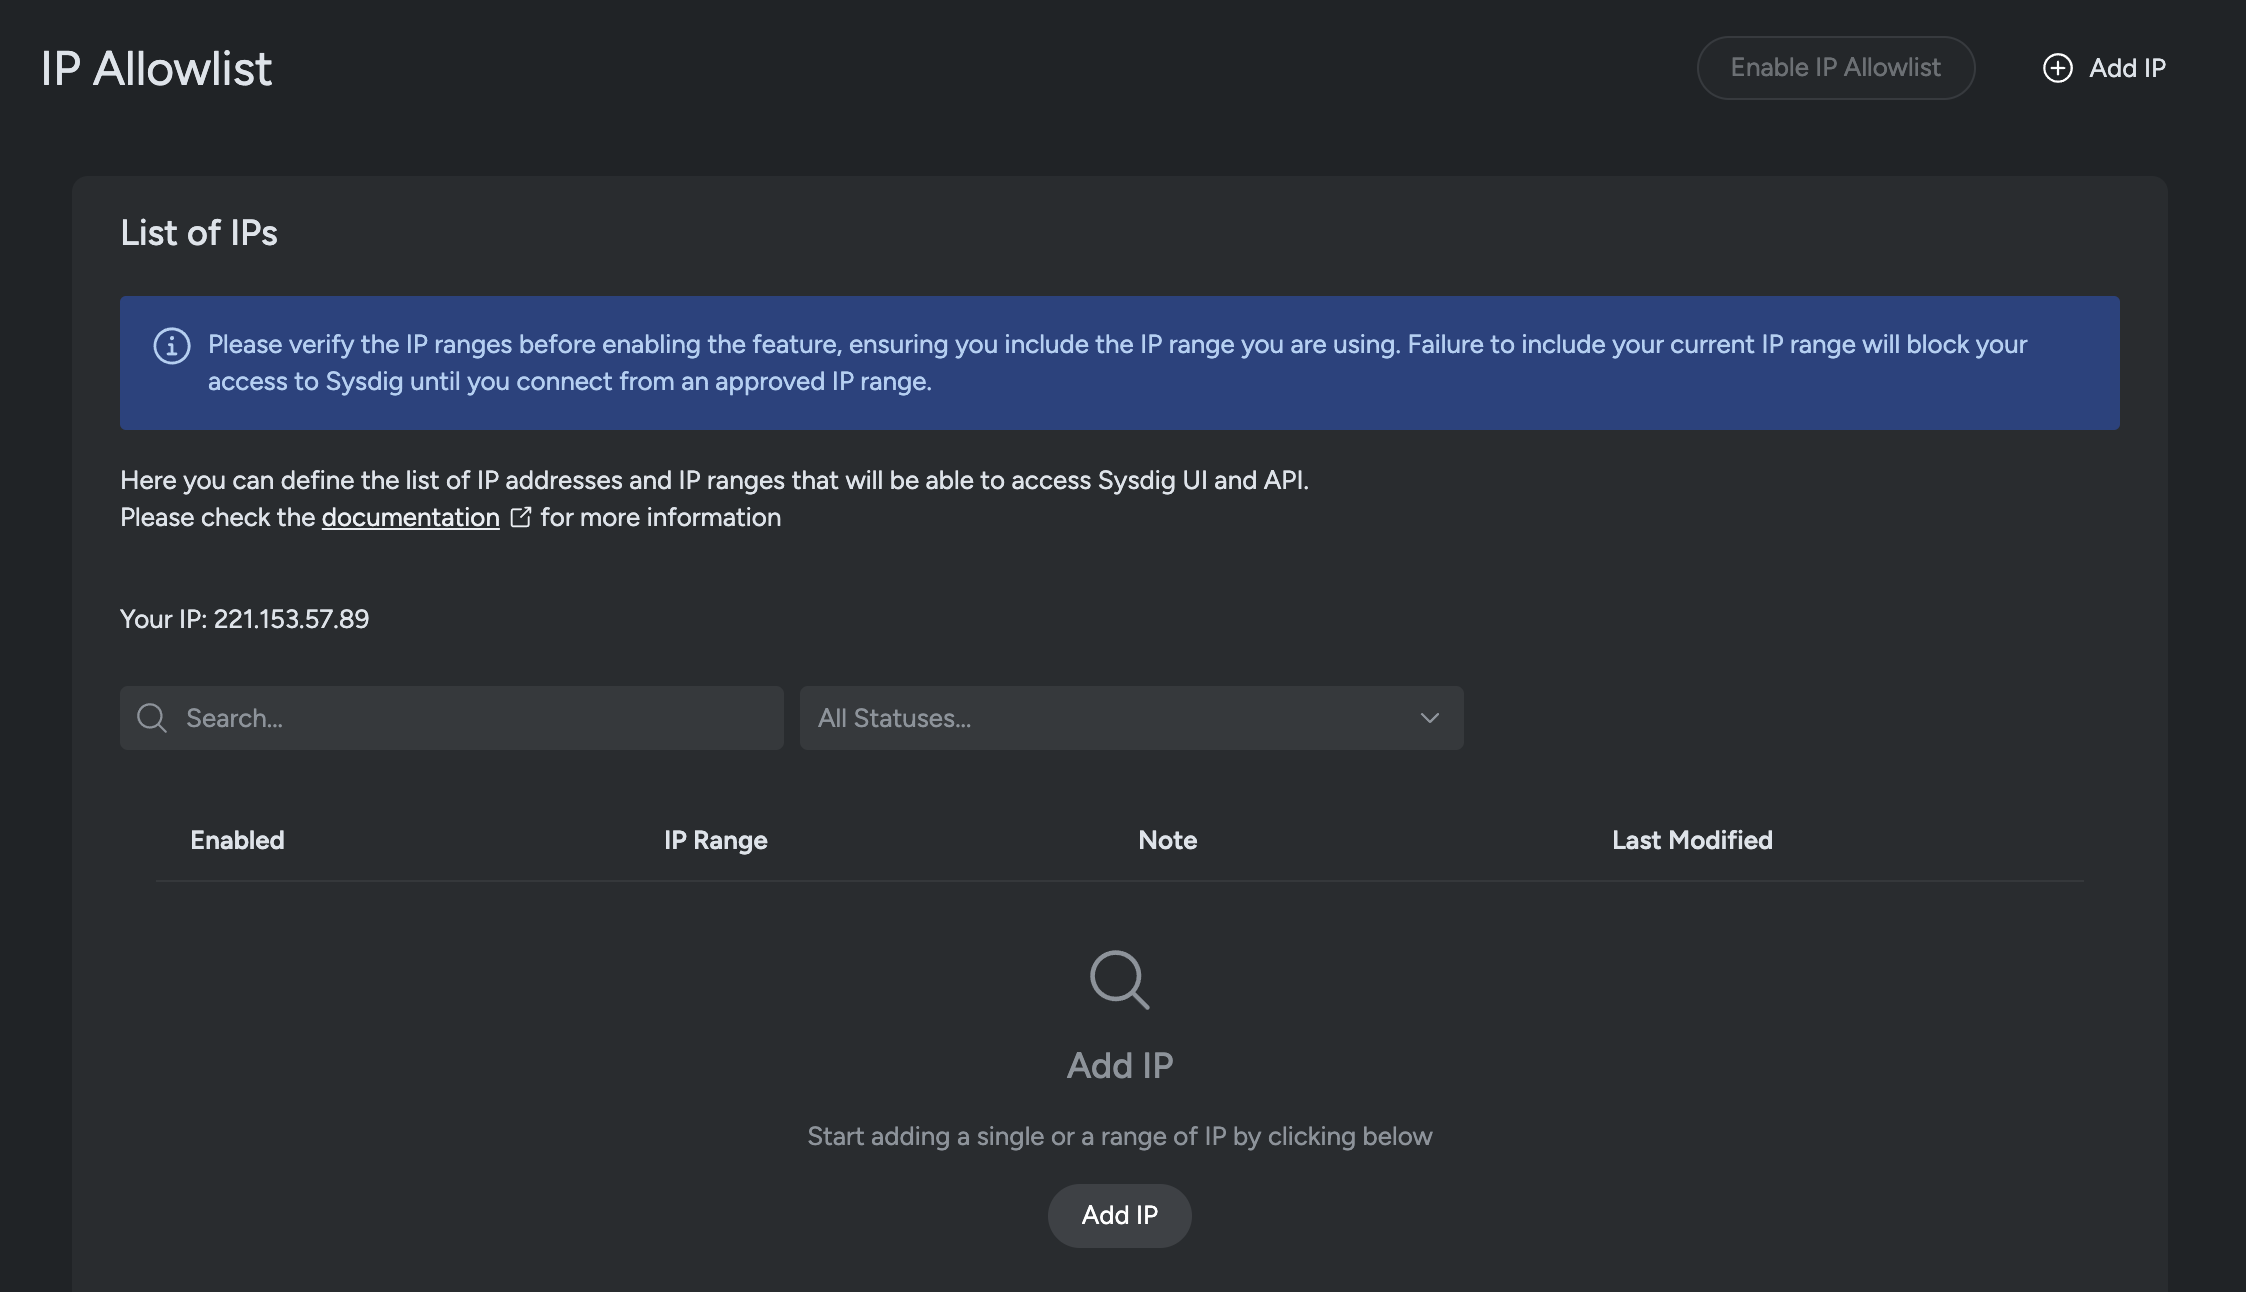 IP Allowlist
Enable IP Allowlist
Add IP
List of IPs
Please verify the IP ranges before enabling the feature, ensuring you include the IP range you are using. Failure to include your current IP range will block your
access to Sysdig until you connect from an approved IP range.
Here you can define the list of IP addresses and IP ranges that will be able to access Sysdig UI and API.
Please check the documentation for more information
Your IP: 221.153.57.89
Search...
All Statuses...
Enabled IP Range Note Last Modified
Add IP
Start adding a single or a range of IP by clicking below
Add IP